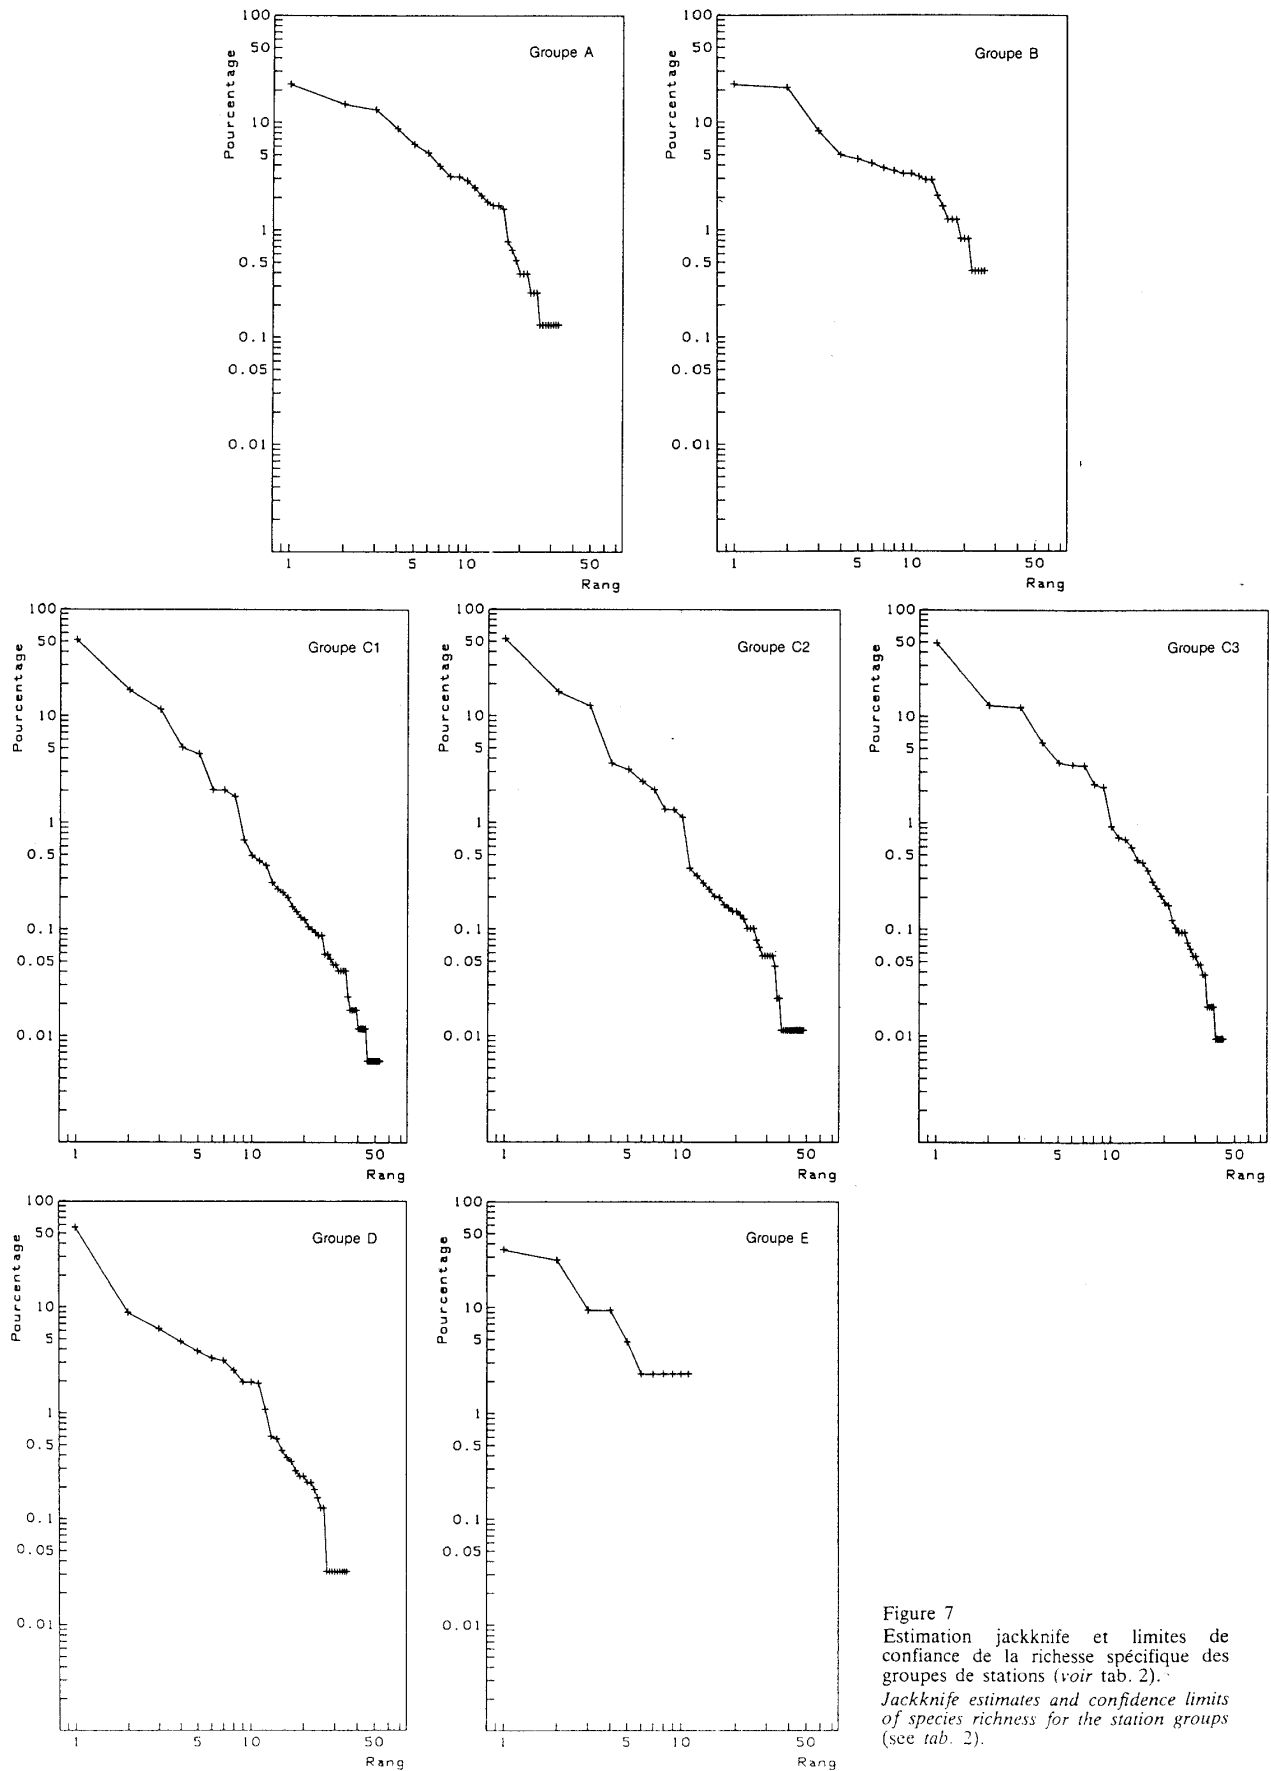 Groupe A
Pourcentage
100
50
10
5
1
0.5
0.1
0.05
0.01
1 5 10 50
Rang
Groupe B
Pourcentage
100
50
10
5
1
0.5
0.1
0.05
0.01
1 5 10 50
Rang
Groupe C1
Pourcentage
100
50
10
5
1
0.5
0.1
0.05
0.01
1 5 10 50
Rang
Groupe C2
Pourcentage
100
50
10
5
1
0.5
0.1
0.05
0.01
1 5 10 50
Rang
Groupe C3
Pourcentage
100
50
10
5
1
0.5
0.1
0.05
0.01
1 5 10 50
Rang
Groupe D
Pourcentage
100
50
10
5
1
0.5
0.1
0.05
0.01
1 5 10 50
Rang
Groupe E
Pourcentage
100
50
10
5
1
0.5
0.1
0.05
0.01
1 5 10 50
Rang
Figure 7
Estimation jackknife et limites de
confiance de la richesse spécifique des
groupes de stations (voir tab. 2).
Jackknife estimates and confidence limits
of species richness for the station groups
(see tab. 2).